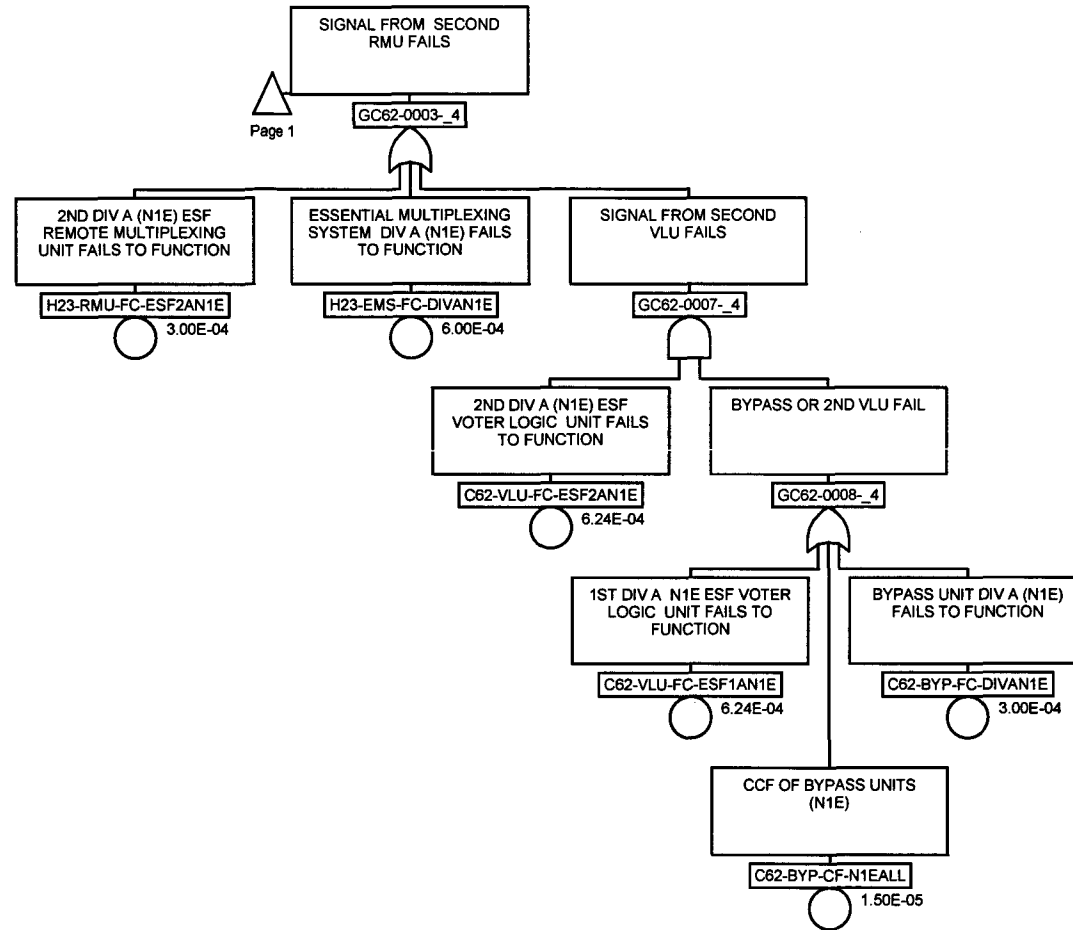 SIGNAL FROM SECOND
RMU FAILS
Page 1
GC62-0003-_4
2ND DIV A (N1E) ESF
REMOTE MULTIPLEXING
UNIT FAILS TO FUNCTION
ESSENTIAL MULTIPLEXING
SYSTEM DIV A (N1E) FAILS
TO FUNCTION
SIGNAL FROM SECOND
VLU FAILS
H23-RMU-FC-ESF2AN1E
3.00E-04
H23-EMS-FC-DIVAN1E
6.00E-04
GC62-0007-_4
2ND DIV A (N1E) ESF
VOTER LOGIC UNIT FAILS
TO FUNCTION
BYPASS OR 2ND VLU FAIL
C62-VLU-FC-ESF2AN1E
6.24E-04
GC62-0008-_4
1ST DIV A N1E ESF VOTER
LOGIC UNIT FAILS TO
FUNCTION
BYPASS UNIT DIV A (N1E)
FAILS TO FUNCTION
C62-VLU-FC-ESF1AN1E
6.24E-04
C62-BYP-FC-DIVAN1E
3.00E-04
CCF OF BYPASS UNITS
(N1E)
C62-BYP-CF-N1EALL
1.50E-05